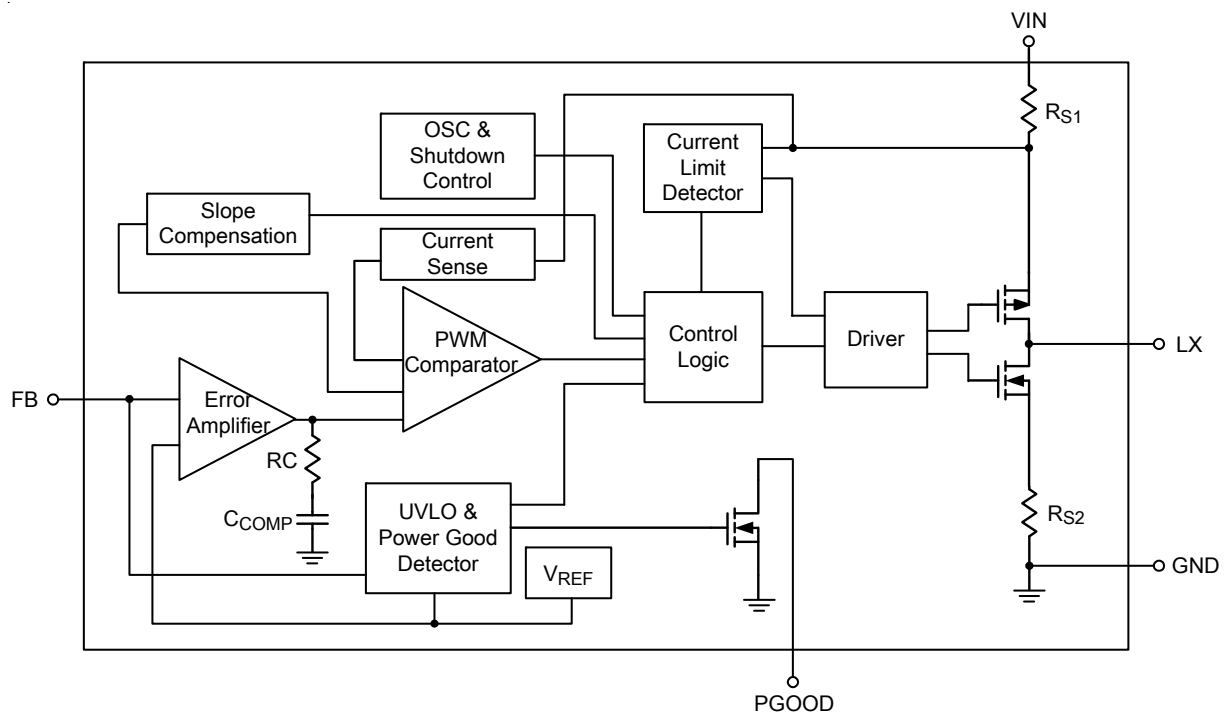 VIN
RS1
OSC &
Shutdown
Control
Current
Limit
Detector
Slope
Compensation
Current
Sense
PWM
Comparator
Control
Logic
Driver
LX
FB
Error
Amplifier
RC
CCOMP
UVLO &
Power Good
Detector
VREF
RS2
GND
PGOOD